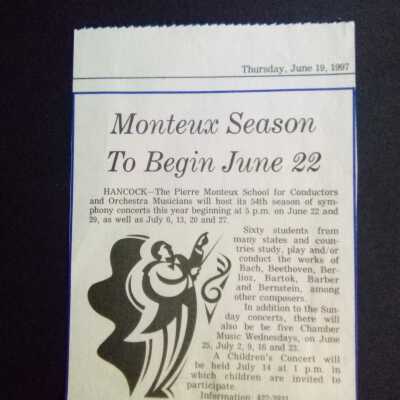 Thursday, June 19, 1997
Monteux Season
To Begin June 22
HANCOCK—The Pierre Monteux School for Conductors
and Orchestra Musicians will host its 54th season of sym-
phony concerts this year beginning at 5 p.m. on June 22 and
29, as well as July 6, 13, 20 and 27.
Sixty students from
many states and coun-
tries study, play and/or
conduct the works of
Bach, Beethoven, Ber-
lioz, Bartok, Barber
and Bernstein, among
other composers.
In addition to the Sun-
day concerts, there will
also be five Chamber
Music Wednesdays, on June
25, July 2, 9, 16 and 23.
A Children's Concert will
be held July 14 at 1 p.m. in
which children are invited to
participate.
Information: 422-3931